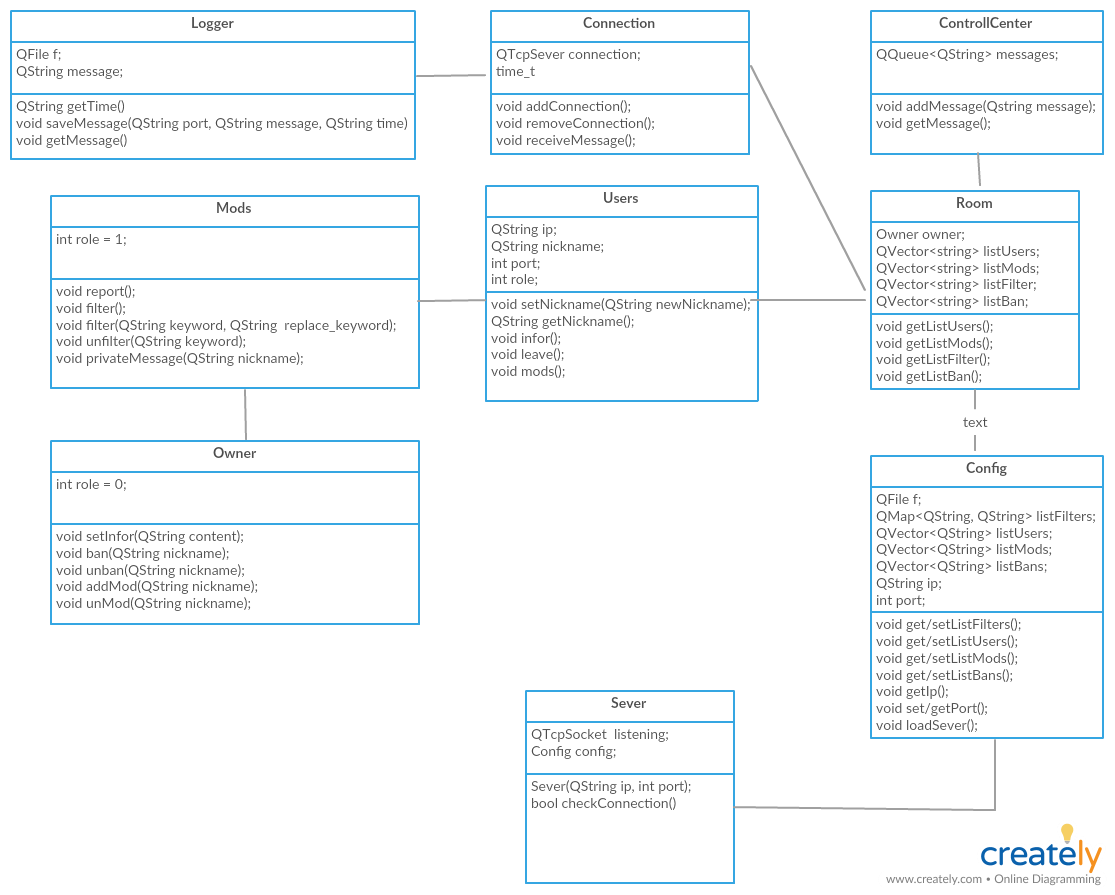 Logger
QFile f;
QString message;
QString getTime()
void saveMessage(QString port, QString message, QString time)
void getMessage()
Connection
QTcpSever connection;
time_t
void addConnection();
void removeConnection();
void receiveMessage();
ControllCenter
QQueue<QString> messages;
void addMessage(Qstring message);
void getMessage();
Mods
int role = 1;
void report();
void filter();
void filter(QString keyword, QString  replace_keyword);
void unfilter(QString keyword);
void privateMessage(QString nickname);
Users
QString ip;
QString nickname;
int port;
int role;
void setNickname(QString newNickname);
QString getNickname();
void infor();
void leave();
void mods();
Room
Owner owner;
QVector<string> listUsers;
QVector<string> listMods;
QVector<string> listFilter;
QVector<string> listBan;
void getListUsers();
void getListMods();
void getListFilter();
void getListBan();
text
Owner
int role = 0;
void setInfor(QString content);
void ban(QString nickname);
void unban(QString nickname);
void addMod(QString nickname);
void unMod(QString nickname);
Config
QFile f;
QMap<QString, QString> listFilters;
QVector<QString> listUsers;
QVector<QString> listMods;
QVector<QString> listBans;
QString ip;
int port;
void get/setListFilters();
void get/setListUsers();
void get/setListMods();
void get/setListBans();
void getIp();
void set/getPort();
void loadSever();
Sever
QTcpSocket  listening;
Config config;
Sever(QString ip, int port);
bool checkConnection()
creately
www.creately.com • Online Diagramming